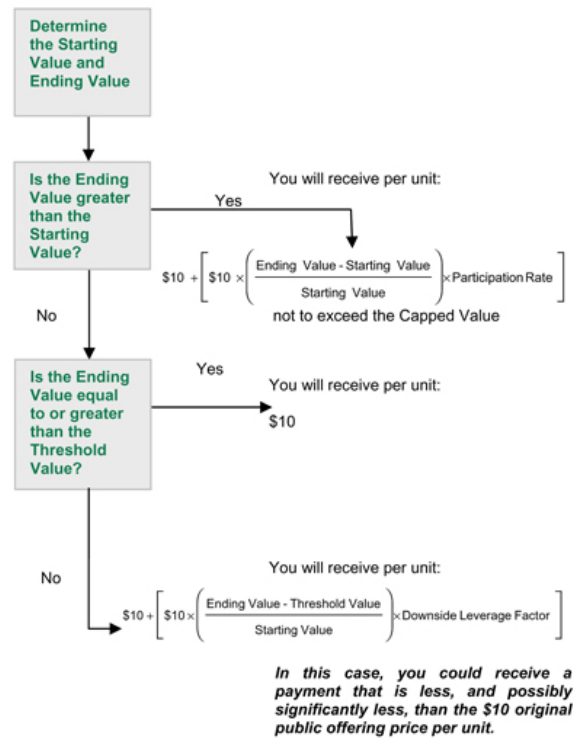 Determine
the Starting
Value and
Ending Value
Is the Ending
Value greater
than the
Starting
Value?
Yes
You will receive per unit:
$10 + [ $10 × ( Ending Value - Starting Value / Starting Value ) × Participation Rate ]
not to exceed the Capped Value
No
Is the Ending
Value equal
to or greater
than the
Threshold
Value?
Yes
You will receive per unit:
$10
No
You will receive per unit:
$10 + [ $10 × ( Ending Value - Threshold Value / Starting Value ) × Downside Leverage Factor ]
In this case, you could receive a
payment that is less, and possibly
significantly less, than the $10 original
public offering price per unit.